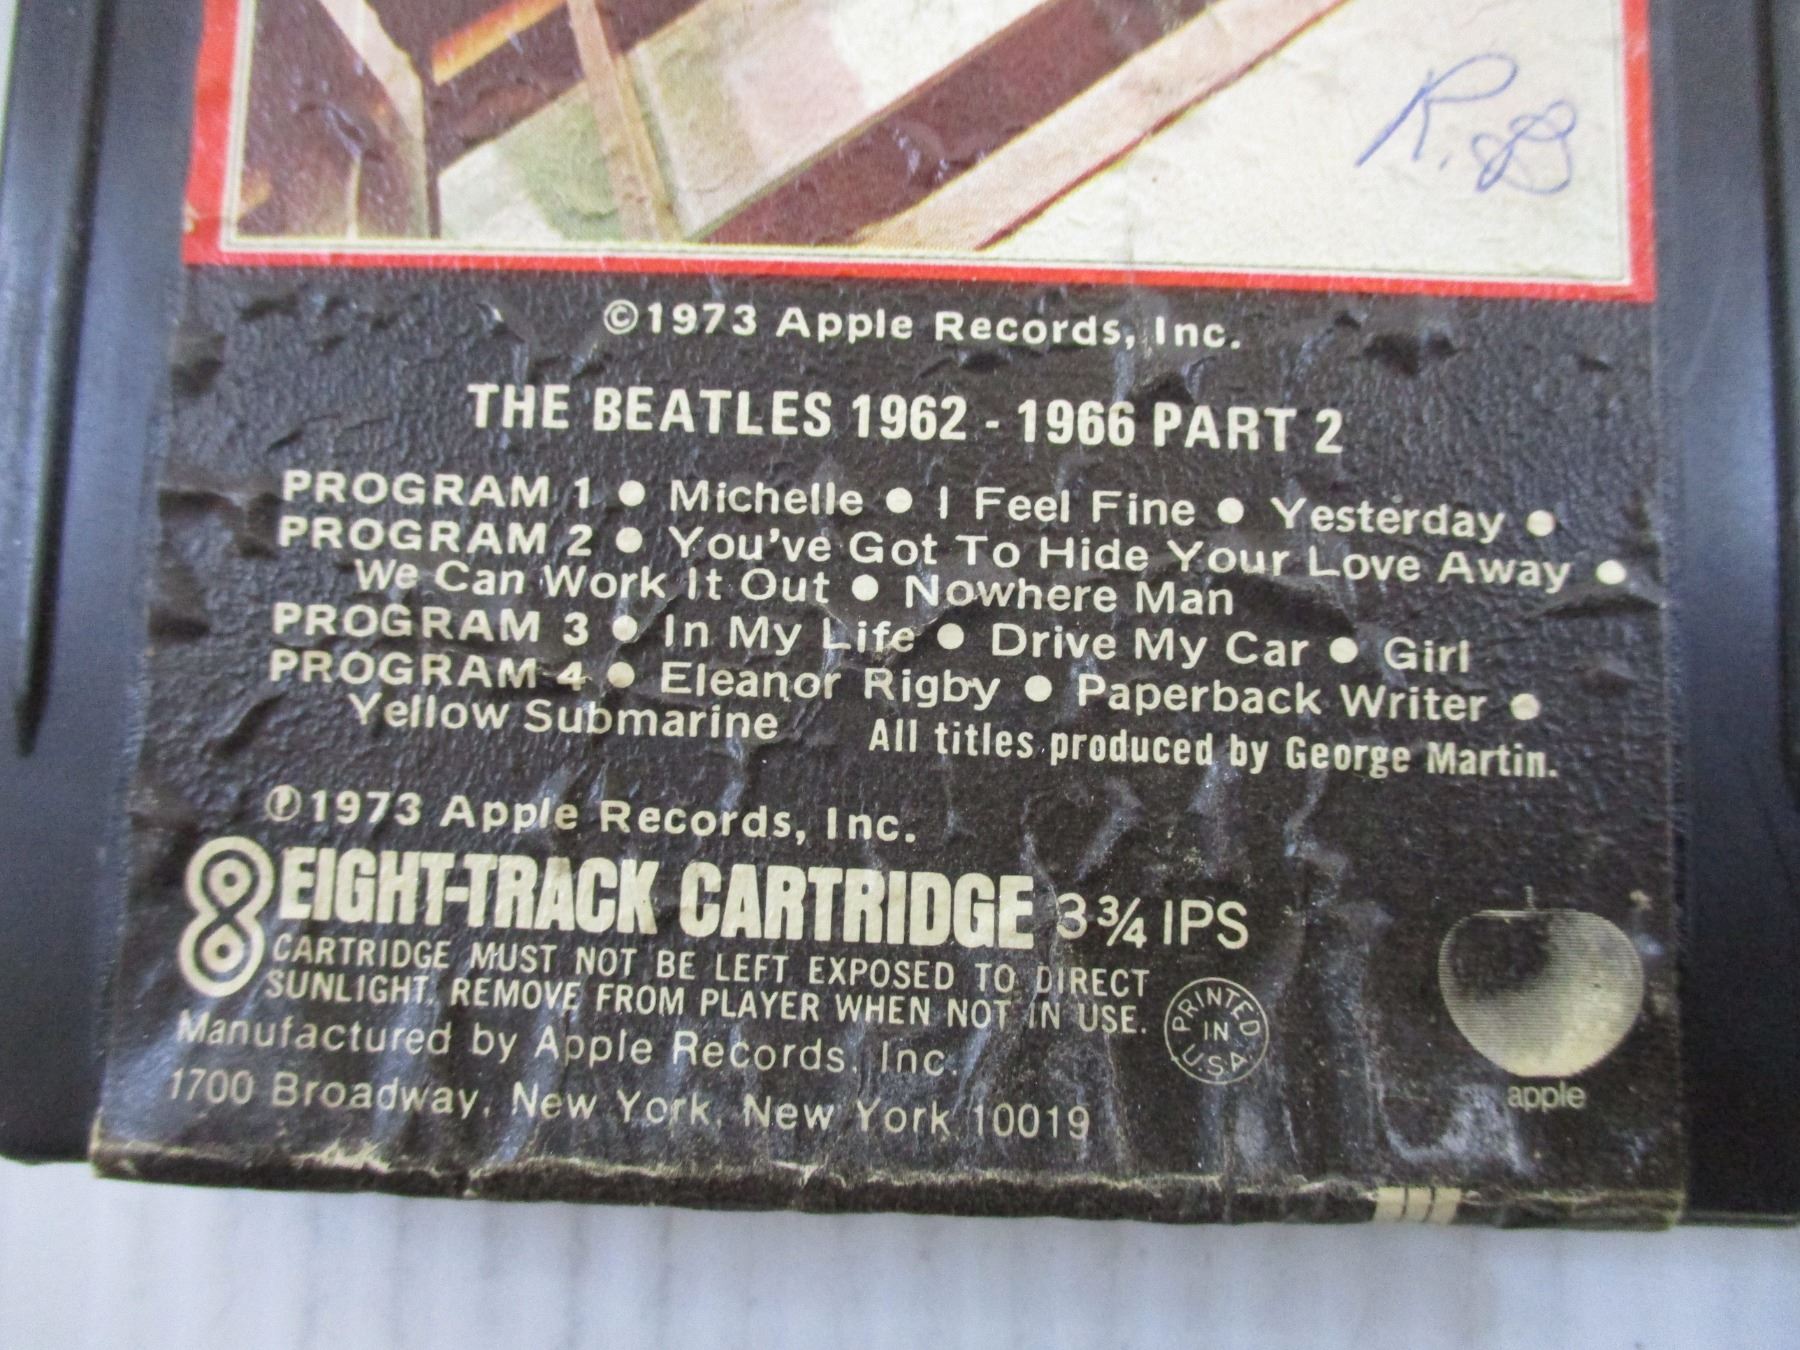 ©1973 Apple Records, Inc.
THE BEATLES 1962 - 1966 PART 2
PROGRAM 1 ● Michelle ● I Feel Fine ● Yesterday ●
PROGRAM 2 ● You've Got To Hide Your Love Away ●
We Can Work It Out ● Nowhere Man
PROGRAM 3 ● In My Life ● Drive My Car ● Girl
PROGRAM 4 ● Eleanor Rigby ● Paperback Writer ●
Yellow Submarine All titles produced by George Martin.
℗1973 Apple Records, Inc.
8 EIGHT-TRACK CARTRIDGE 3 ¾ IPS
CARTRIDGE MUST NOT BE LEFT EXPOSED TO DIRECT
SUNLIGHT. REMOVE FROM PLAYER WHEN NOT IN USE.
PRINTED IN U.S.A.
Manufactured by Apple Records, Inc.
1700 Broadway, New York, New York 10019
apple